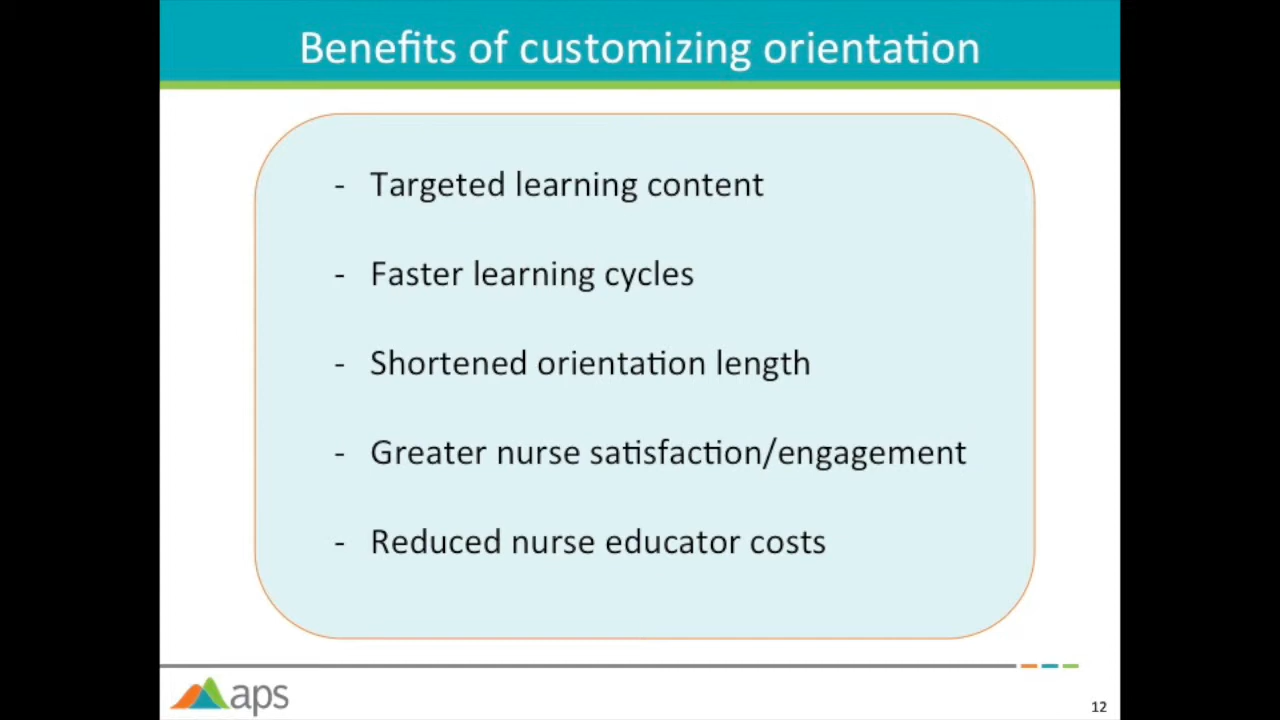 Benefits of customizing orientation
- Targeted learning content
- Faster learning cycles
- Shortened orientation length
- Greater nurse satisfaction/engagement
- Reduced nurse educator costs
aps
12